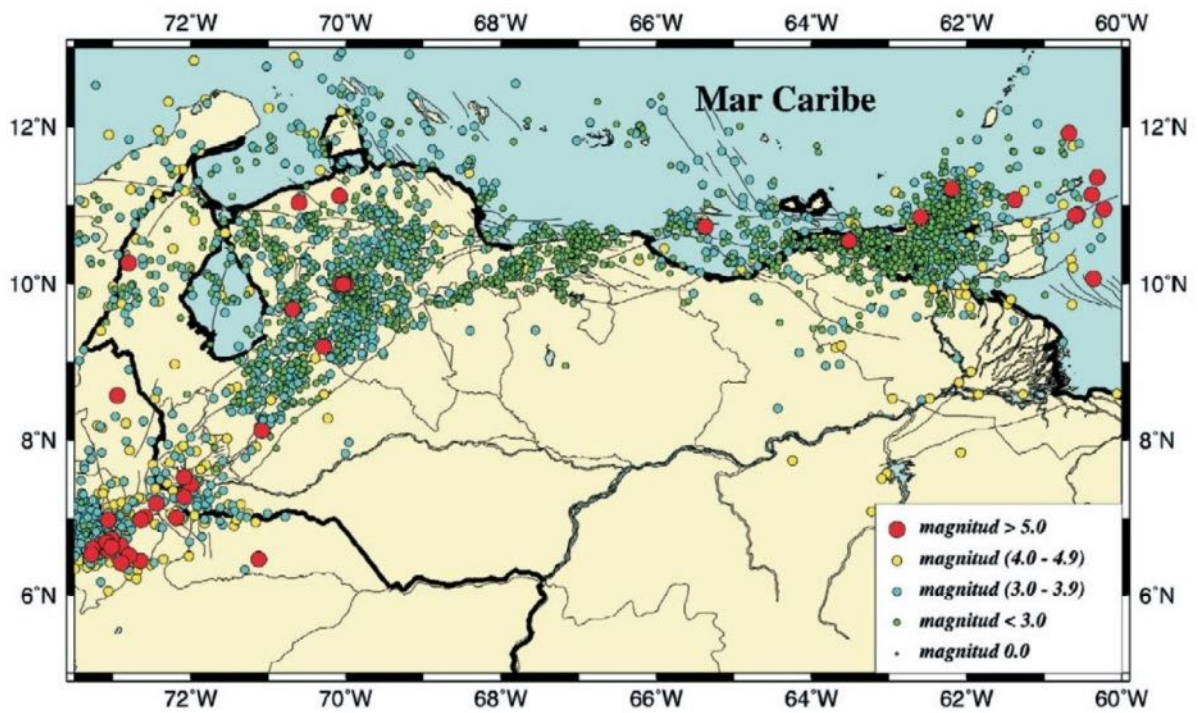 72°W 70°W 68°W 66°W 64°W 62°W 60°W
Mar Caribe
12°N 12°N
10°N 10°N
8°N 8°N
6°N 6°N
magnitud > 5.0
magnitud (4.0 - 4.9)
magnitud (3.0 - 3.9)
magnitud < 3.0
magnitud 0.0
72°W 70°W 68°W 66°W 64°W 62°W 60°W